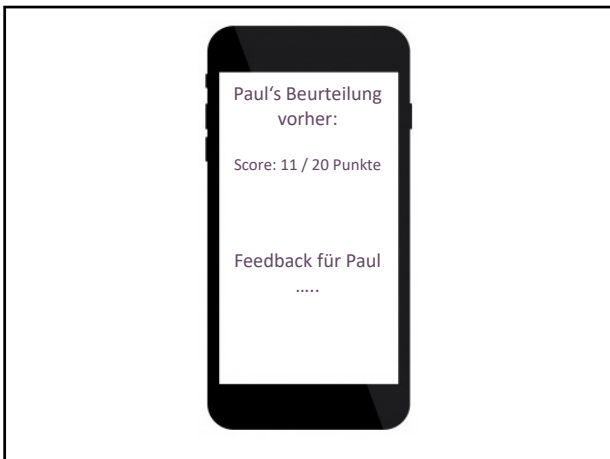 Paul‘s Beurteilung
vorher:
Score: 11 / 20 Punkte
Feedback für Paul
…..